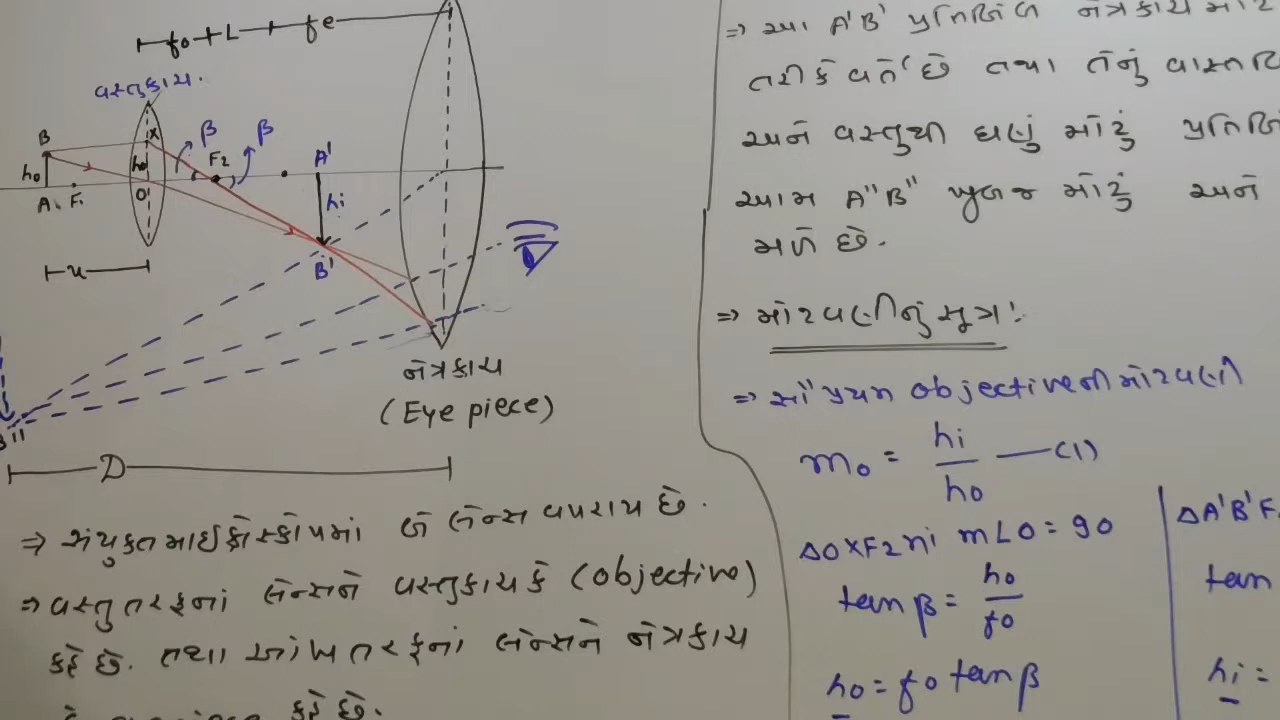 fo L fe
વસ્તુકાચ.
B X β β
ho ho F2 A'
A F1 O hi
u B'
B''
નેત્રકાચ
(Eye piece)
D
⇒ સંયુક્ત માઈક્રોસ્કોપમાં બે લેન્સ વપરાય છે.
⇒ વસ્તુ તરફનાં લેન્સને વસ્તુકાચ કે (objective)
કહે છે. તથા આંખ તરફનાં લેન્સને નેત્રકાચ
કહે છે.
⇒ આ A'B' પ્રતિબિંબ નેત્રકાચ માટે
તરીકે વર્તે છે તથા તેનું
અને વસ્તુથી ઘણું મોટું
આમ A''B'' ખુબજ મોટું અને
મળે છે.
⇒ મોટવણીનું સૂત્ર :
⇒ સૌ પ્રથમ objective ની મોટવણી
mo = hi / ho —(1)
ΔOXF2 નાં m∠O = 90
tan β = ho / fo
ho = fo tan β
ΔA'B'F
tan
hi =